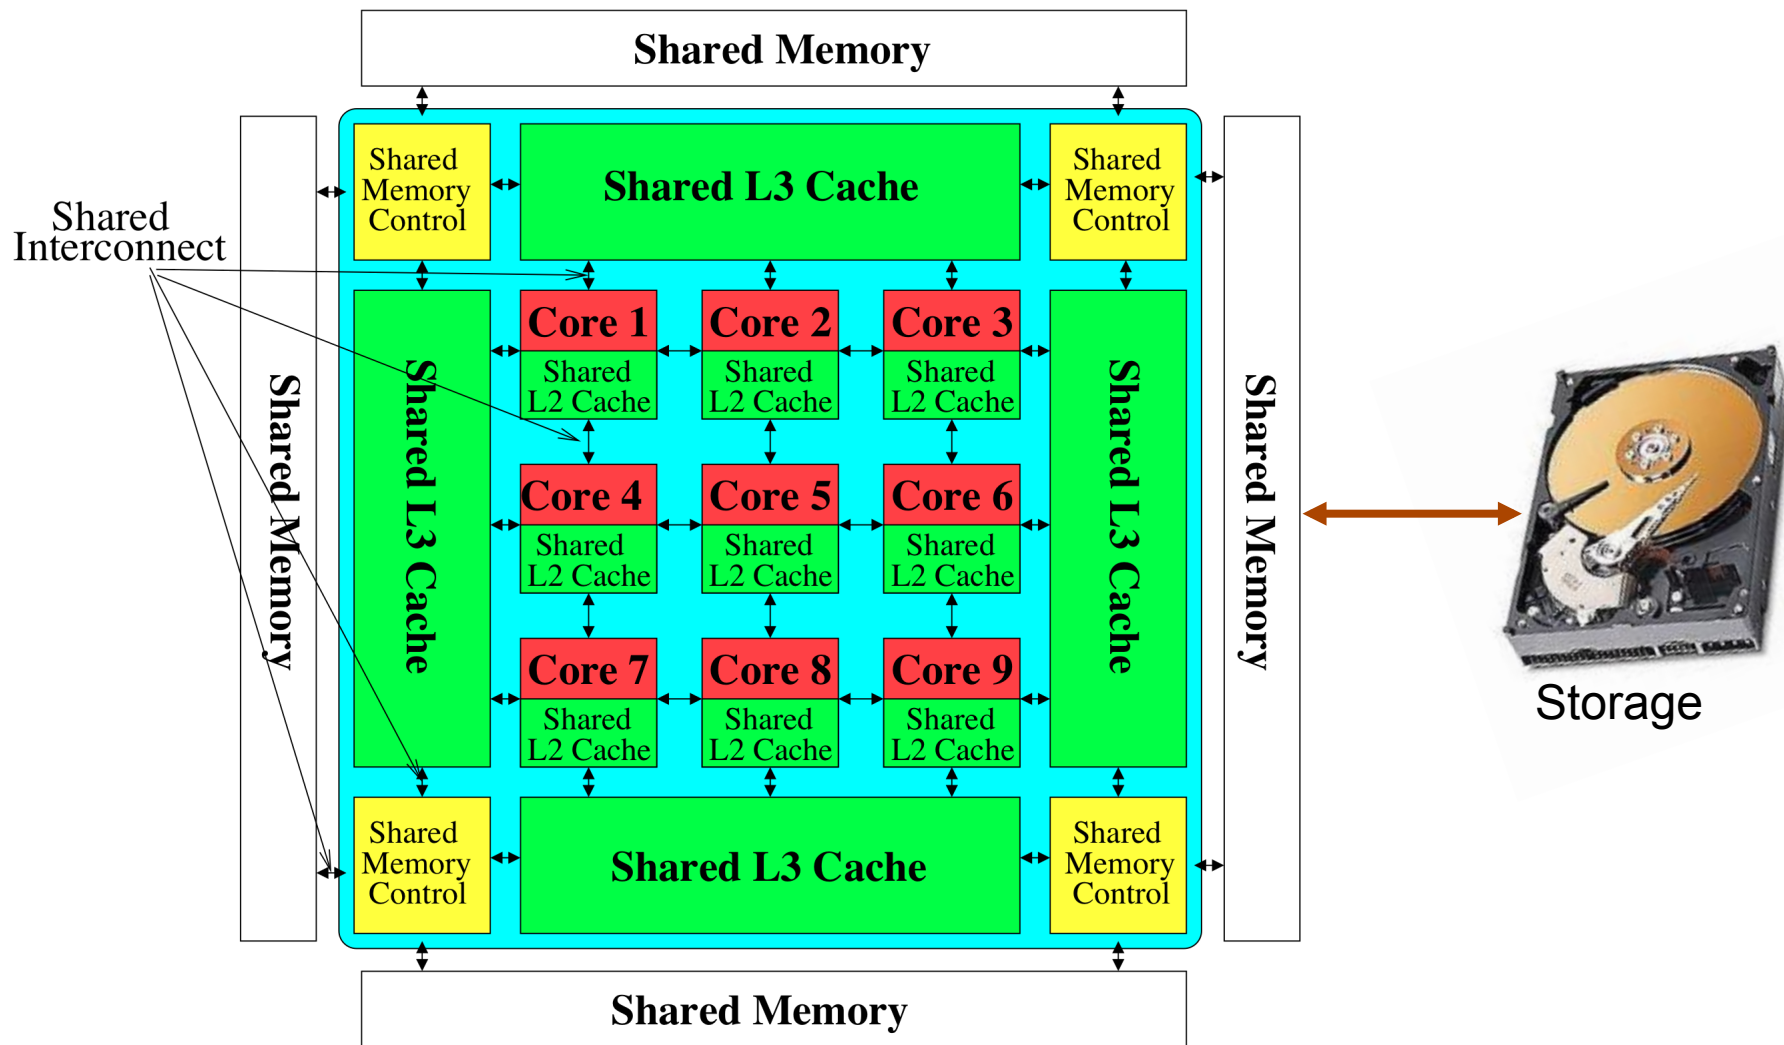 Shared Memory
Shared
Memory
Control
Shared L3 Cache
Shared
Memory
Control
Shared
Interconnect
Shared Memory
Shared L3 Cache
Core 1
Shared
L2 Cache
Core 2
Shared
L2 Cache
Core 3
Shared
L2 Cache
Core 4
Shared
L2 Cache
Core 5
Shared
L2 Cache
Core 6
Shared
L2 Cache
Core 7
Shared
L2 Cache
Core 8
Shared
L2 Cache
Core 9
Shared
L2 Cache
Shared L3 Cache
Shared Memory
Storage
Shared
Memory
Control
Shared L3 Cache
Shared
Memory
Control
Shared Memory